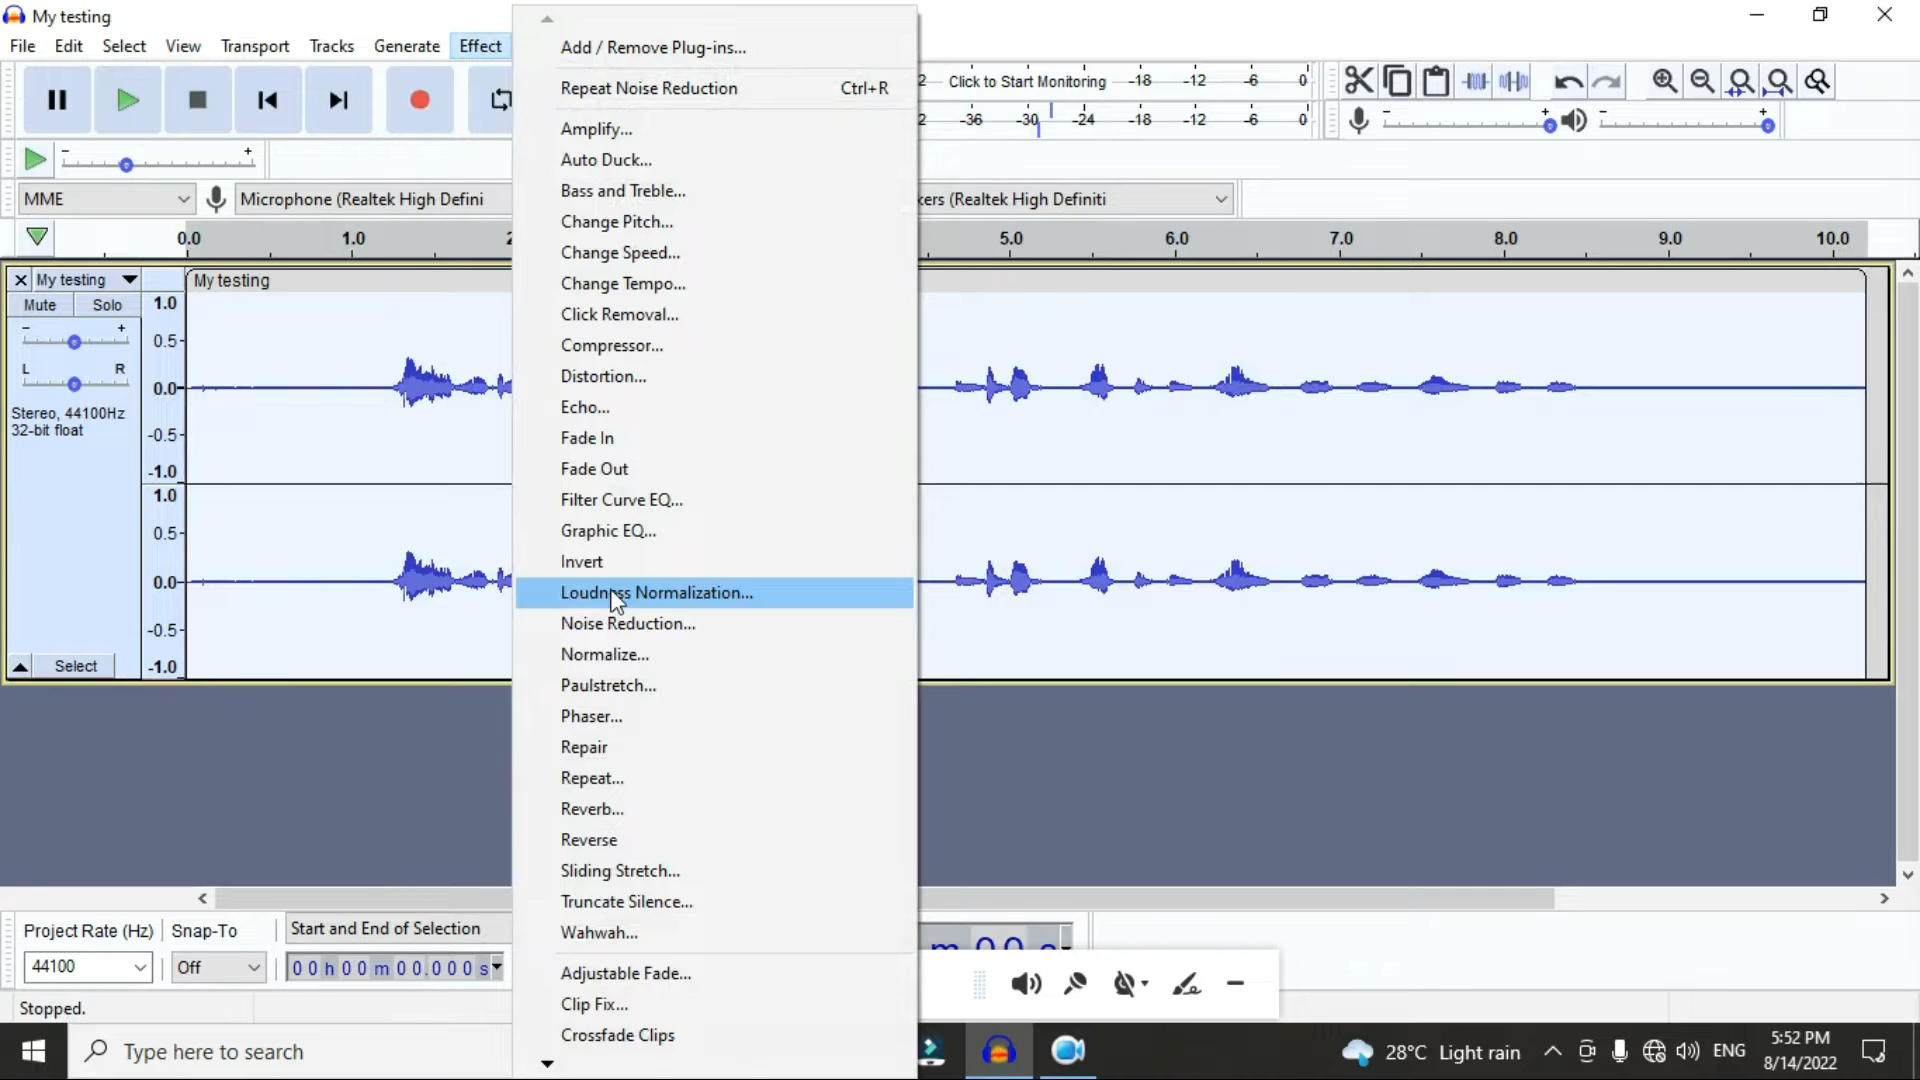 My testing
File Edit Select View Transport Tracks Generate Effect
Add / Remove Plug-ins...
Repeat Noise Reduction Ctrl+R
Amplify...
Auto Duck...
Bass and Treble...
Change Pitch...
Change Speed...
Change Tempo...
Click Removal...
Compressor...
Distortion...
Echo...
Fade In
Fade Out
Filter Curve EQ...
Graphic EQ...
Invert
Loudness Normalization...
Noise Reduction...
Normalize...
Paulstretch...
Phaser...
Repair
Repeat...
Reverb...
Reverse
Sliding Stretch...
Truncate Silence...
Wahwah...
Adjustable Fade...
Clip Fix...
Crossfade Clips
2 Click to Start Monitoring -18 -12 -6 0
2 -36 -30 -24 -18 -12 -6 0
- +
- +
- +
MME Microphone (Realtek High Defini
kers (Realtek High Definiti
0.0 1.0 2 5.0 6.0 7.0 8.0 9.0 10.0
My testing
My testing
Mute Solo
- +
L R
Stereo, 44100Hz
32-bit float
Select
1.0
0.5
0.0
-0.5
-1.0
1.0
0.5
0.0
-0.5
-1.0
Project Rate (Hz) Snap-To Start and End of Selection
44100 Off 00 h 00 m 00.000 s
Stopped.
Type here to search
28°C Light rain ENG 5:52 PM
8/14/2022